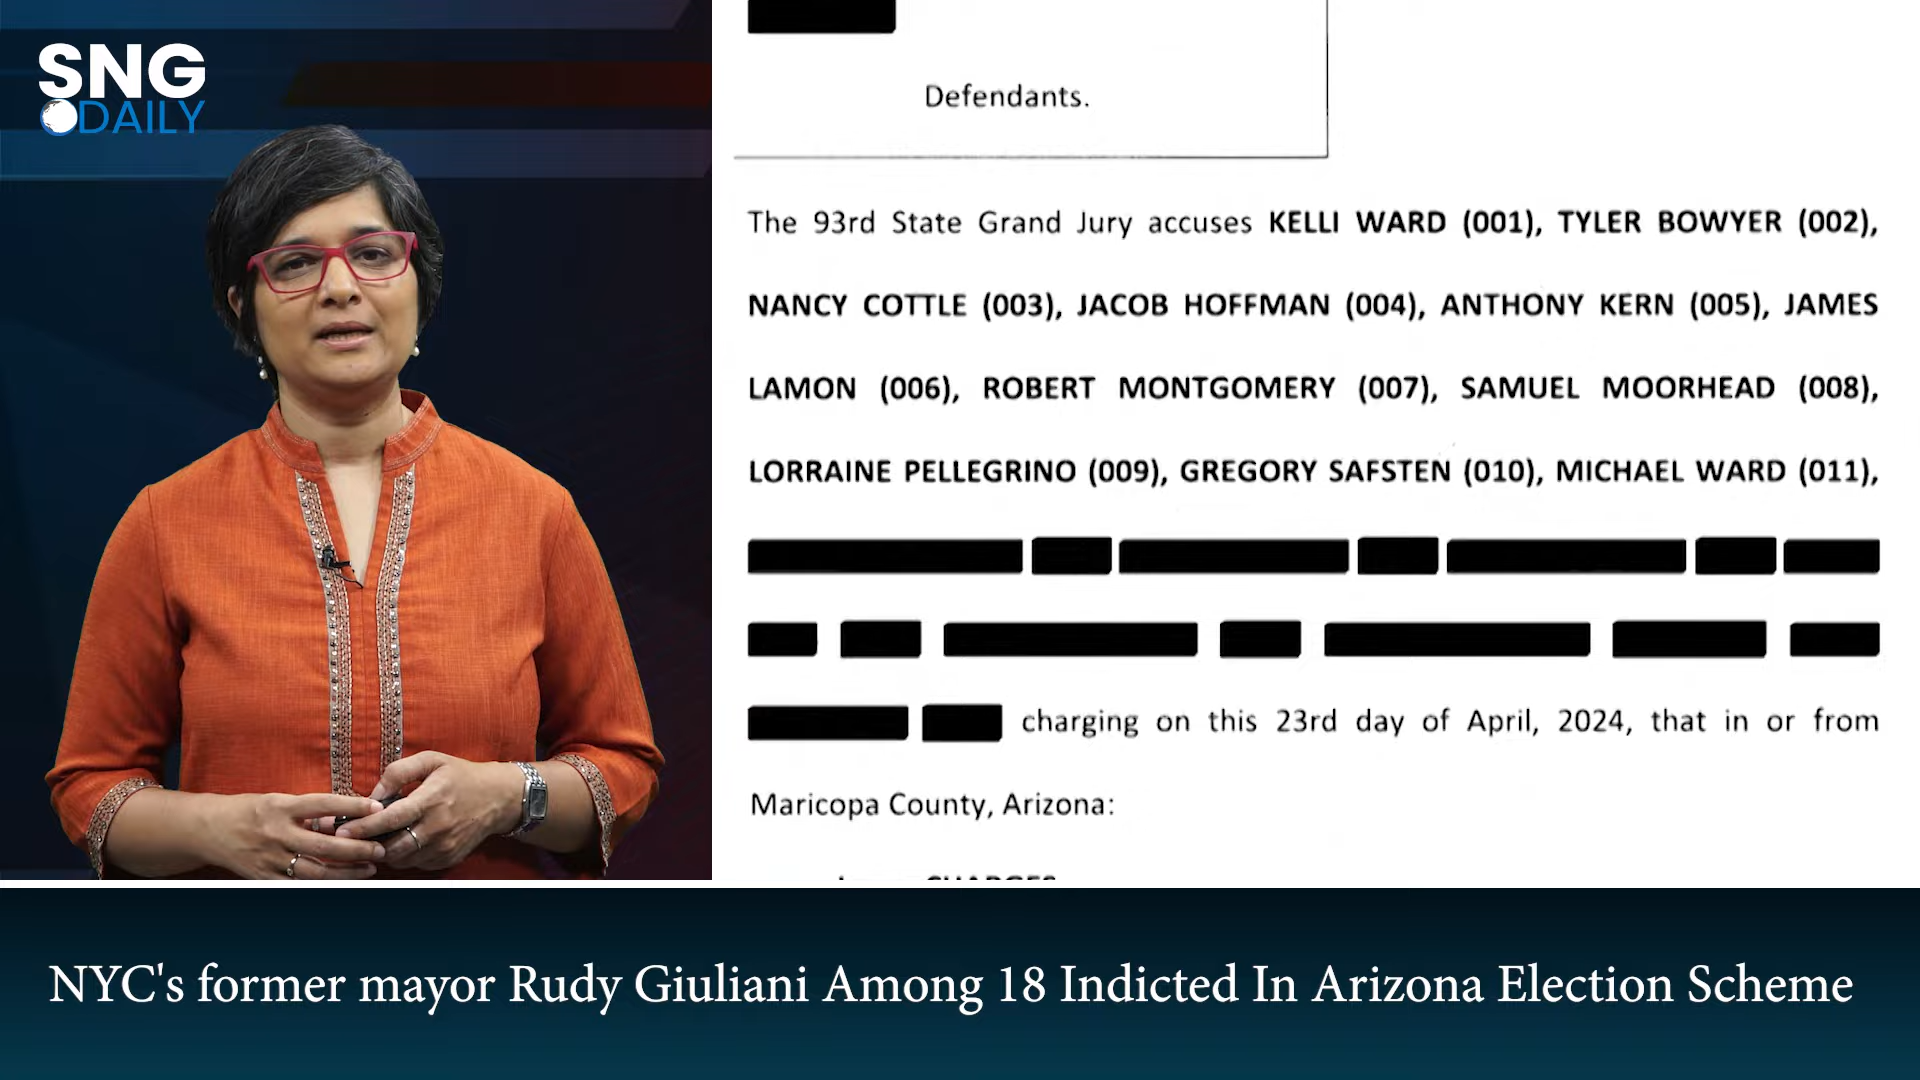 SNG
DAILY
Defendants.
The 93rd State Grand Jury accuses KELLI WARD (001), TYLER BOWYER (002),
NANCY COTTLE (003), JACOB HOFFMAN (004), ANTHONY KERN (005), JAMES
LAMON (006), ROBERT MONTGOMERY (007), SAMUEL MOORHEAD (008),
LORRAINE PELLEGRINO (009), GREGORY SAFSTEN (010), MICHAEL WARD (011),
charging on this 23rd day of April, 2024, that in or from
Maricopa County, Arizona:
NYC's former mayor Rudy Giuliani Among 18 Indicted In Arizona Election Scheme